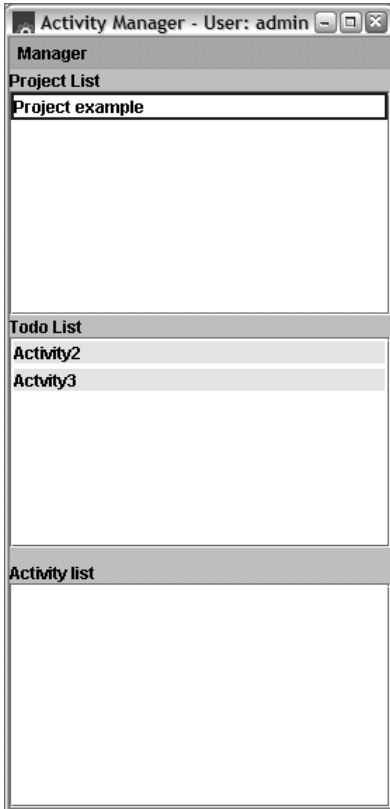 Activity Manager - User: admin
Manager
Project List
Project example
Todo List
Activity2
Actvity3
Activity list